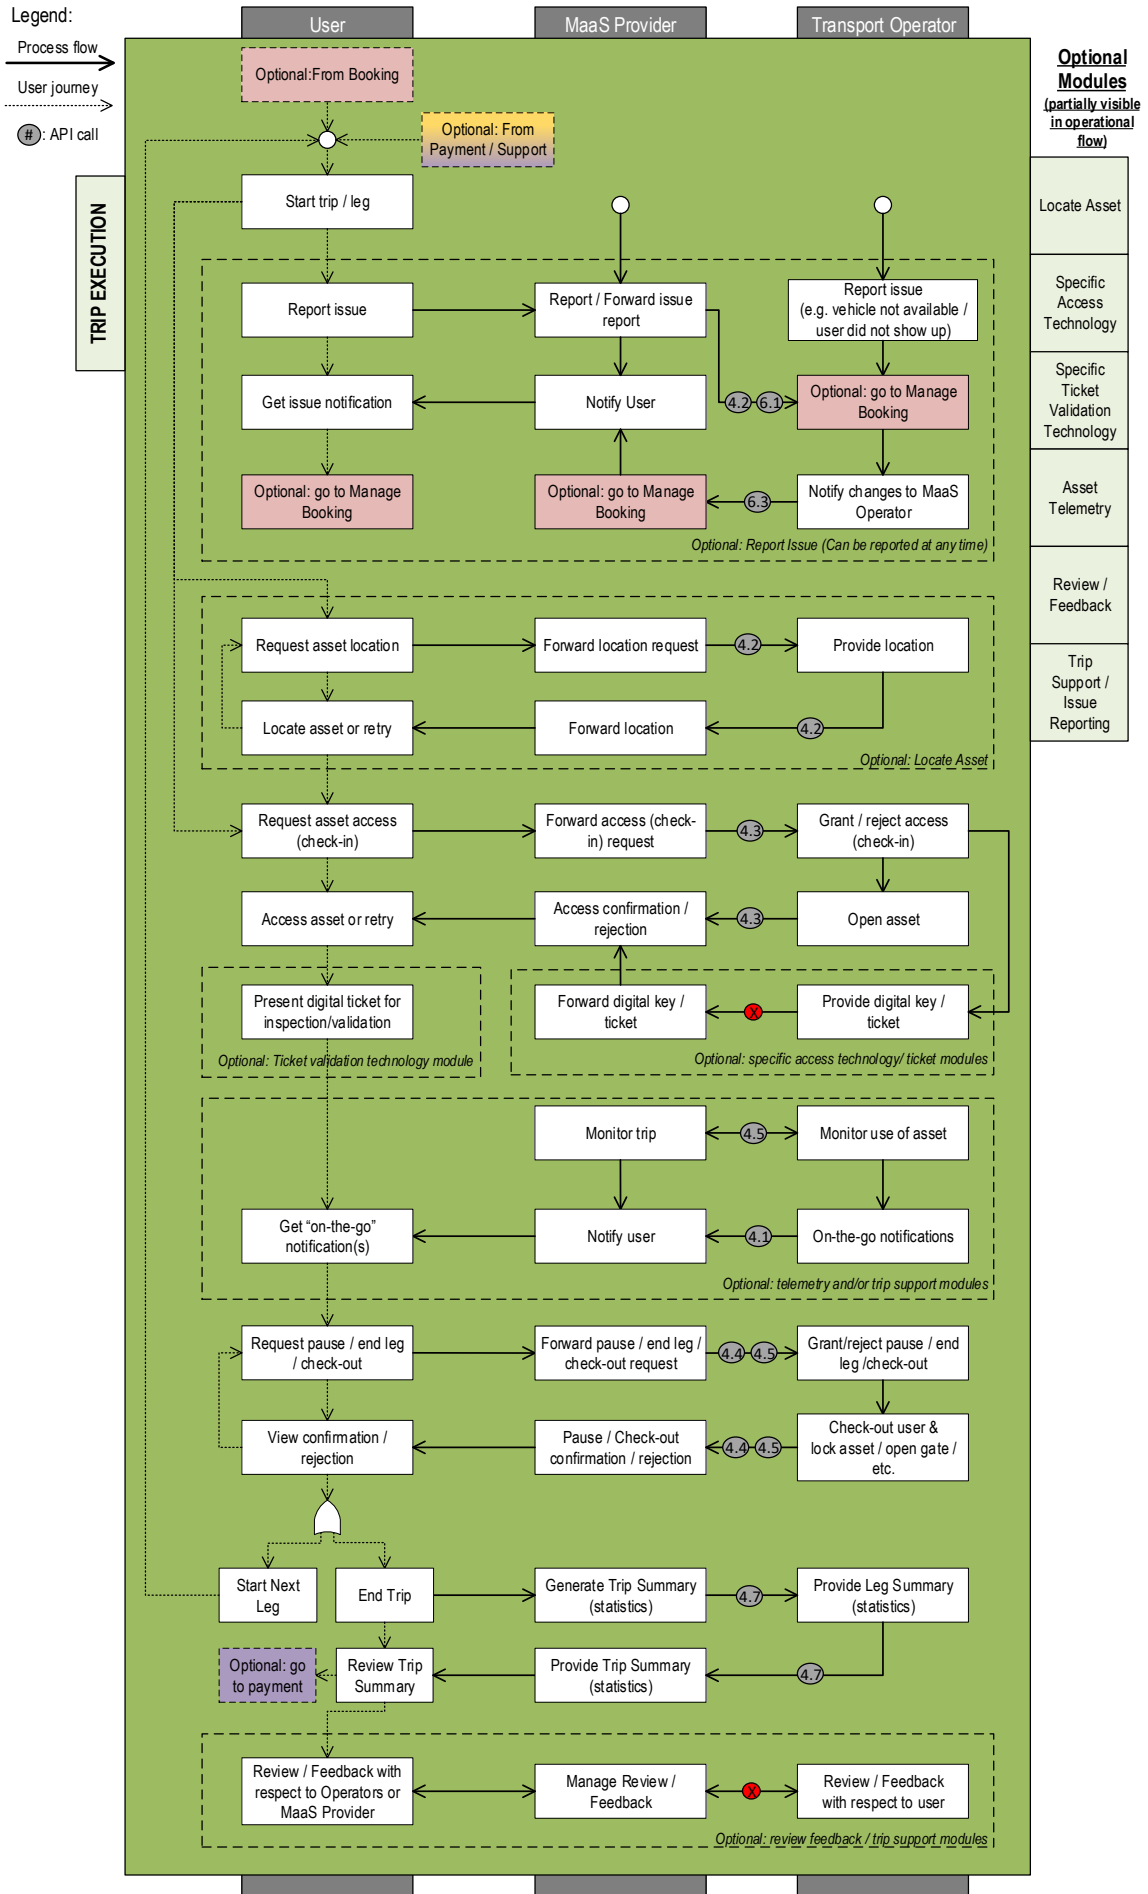 Legend:
Process flow
User journey
#
: API call
User
MaaS Provider
Transport Operator
Optional
Modules
(partially visible
in operational
flow)
Locate Asset
Specific
Access
Technology
Specific
Ticket
Validation
Technology
Asset
Telemetry
Review /
Feedback
Trip
Support /
Issue
Reporting
TRIP EXECUTION
Optional:From Booking
Optional: From
Payment / Support
Start trip / leg
Report issue
Report / Forward issue
report
Report issue
(e.g. vehicle not available /
user did not show up)
Get issue notification
Notify User
4.2
6.1
Optional: go to Manage
Booking
Optional: go to Manage
Booking
Optional: go to Manage
Booking
6.3
Notify changes to MaaS
Operator
Optional: Report Issue (Can be reported at any time)
Request asset location
Forward location request
4.2
Provide location
Locate asset or retry
Forward location
4.2
Optional: Locate Asset
Request asset access
(check-in)
Forward access (check-
in) request
4.3
Grant / reject access
(check-in)
Access asset or retry
Access confirmation /
rejection
4.3
Open asset
Present digital ticket for
inspection/validation
Forward digital key /
ticket
X
Provide digital key /
ticket
Optional: Ticket validation technology module
Optional: specific access technology/ ticket modules
Monitor trip
4.5
Monitor use of asset
Get “on-the-go”
notification(s)
Notify user
4.1
On-the-go notifications
Optional: telemetry and/or trip support modules
Request pause / end leg
/ check-out
Forward pause / end leg /
check-out request
4.4
4.5
Grant/reject pause / end
leg /check-out
View confirmation /
rejection
Pause / Check-out
confirmation / rejection
4.4
4.5
Check-out user &
lock asset / open gate /
etc.
Start Next
Leg
End Trip
Generate Trip Summary
(statistics)
4.7
Provide Leg Summary
(statistics)
Optional: go
to payment
Review Trip
Summary
Provide Trip Summary
(statistics)
4.7
Review / Feedback with
respect to Operators or
MaaS Provider
Manage Review /
Feedback
X
Review / Feedback
with respect to user
Optional: review feedback / trip support modules